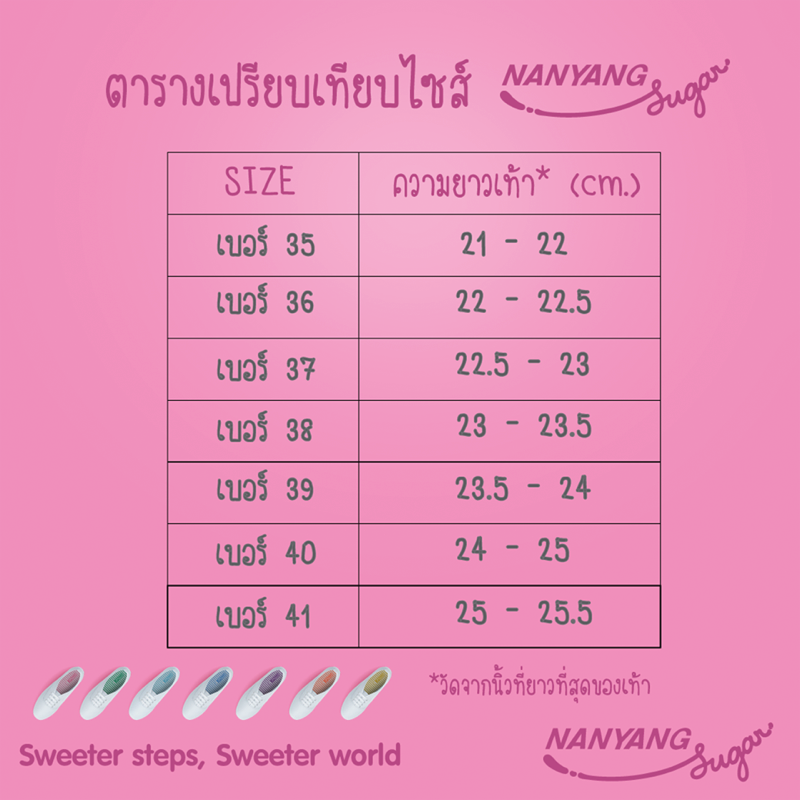 ตารางเปรียบเทียบไซส์ NANYANG Sugar
SIZE ความยาวเท้า* (cm.)
เบอร์ 35 21 - 22
เบอร์ 36 22 - 22.5
เบอร์ 37 22.5 - 23
เบอร์ 38 23 - 23.5
เบอร์ 39 23.5 - 24
เบอร์ 40 24 - 25
เบอร์ 41 25 - 25.5
*วัดจากนิ้วที่ยาวที่สุดของเท้า
Sweeter steps, Sweeter world
NANYANG Sugar